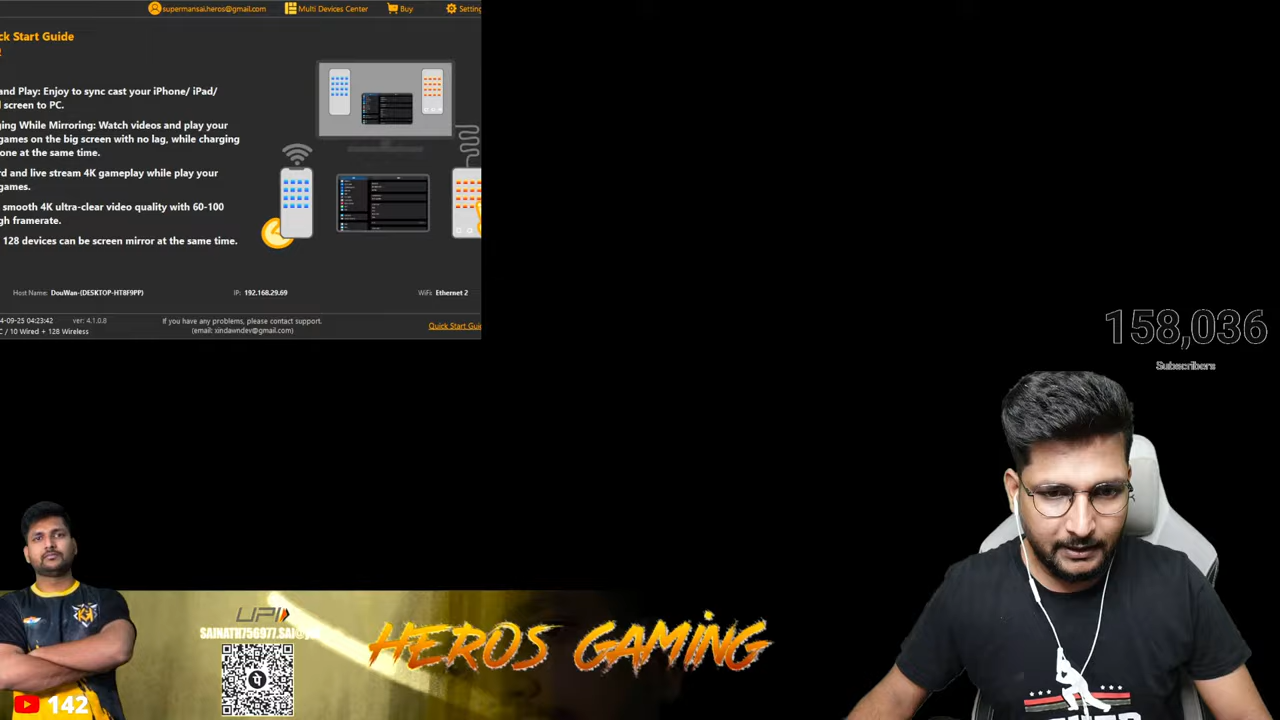 supermansai.heros@gmail.com
Multi Devices Center
Buy
Setting
ck Start Guide
and Play: Enjoy to sync cast your iPhone/ iPad/
screen to PC.
ging While Mirroring: Watch videos and play your
games on the big screen with no lag, while charging
one at the same time.
rd and live stream 4K gameplay while play your
games.
smooth 4K ultra-clear video quality with 60-100
gh framerate.
128 devices can be screen mirror at the same time.
Host Name: DouWan-(DESKTOP-HT8F9PP)
IP: 192.168.29.69
WiFi: Ethernet 2
4-09-25 04:23:42
ver: 4.1.0.8
If you have any problems, please contact support.
Quick Start Gui
C / 10 Wired + 128 Wireless
(email: xindawndev@gmail.com)
158,036
Subscribers
UPI
SAINATH756977.SAI@
HEROS GAMING
142